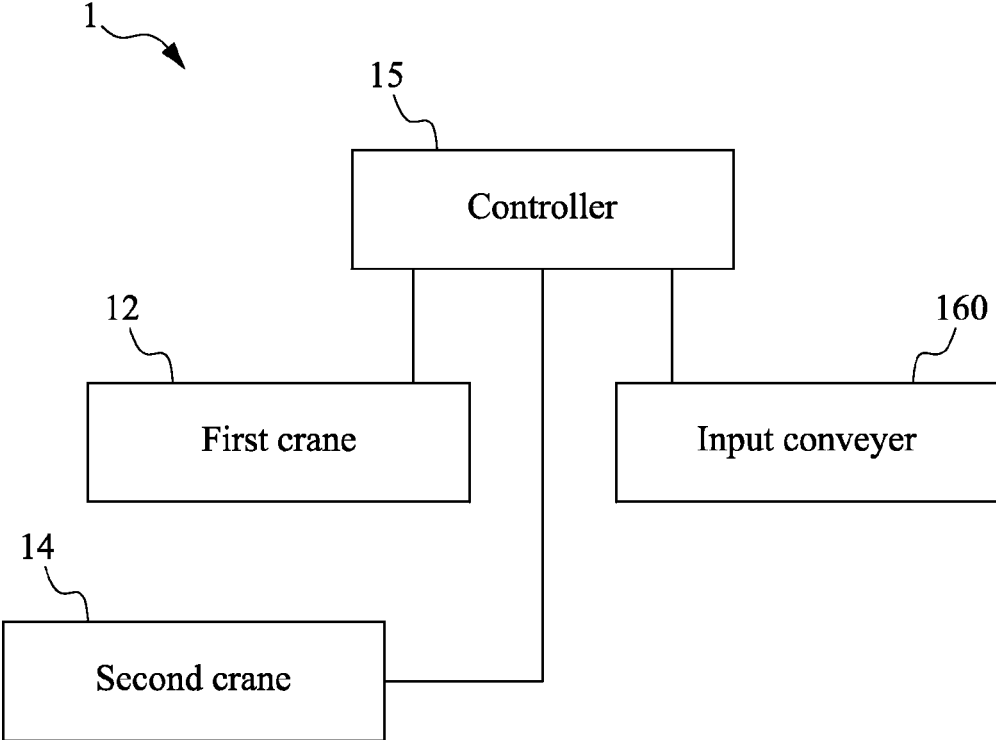 1
15
Controller
12
160
First crane
Input conveyer
14
Second crane